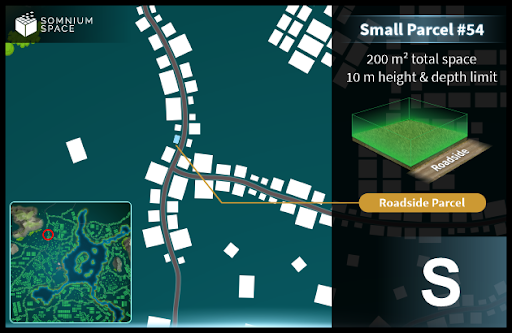 SOMNIUM
SPACE
Small Parcel #54
200 m² total space
10 m height & depth limit
Roadside
Roadside Parcel
S